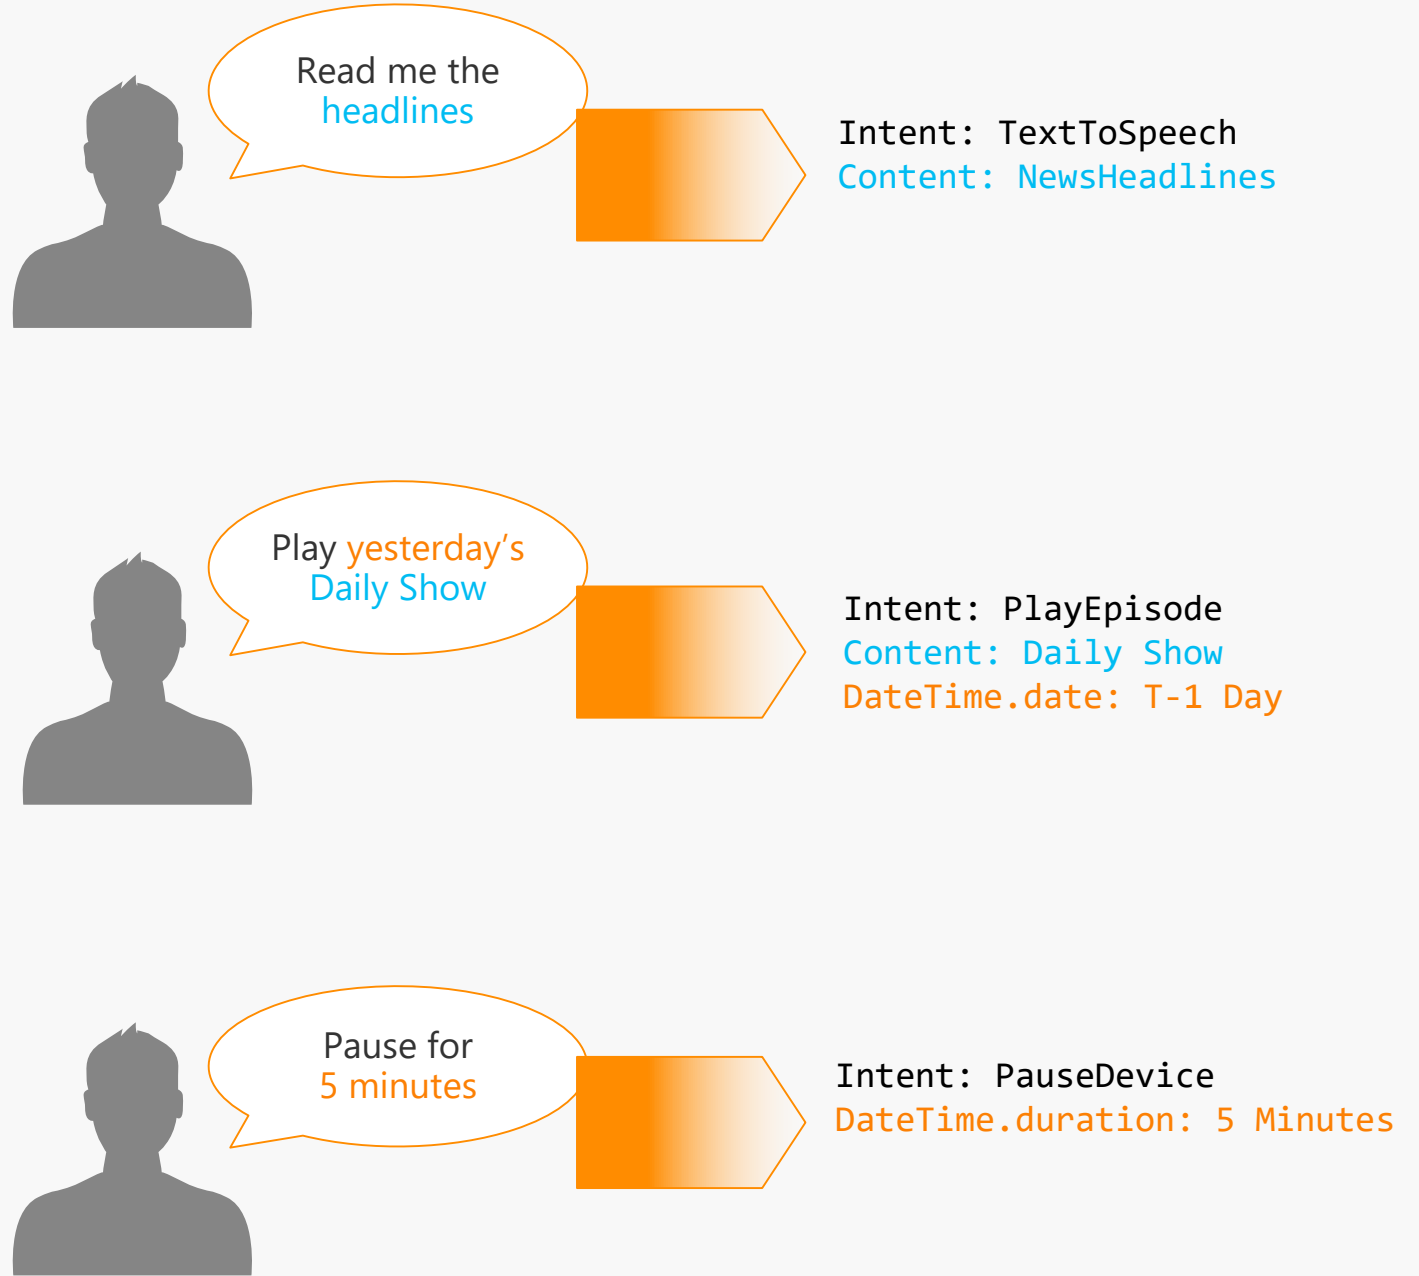 Read me the
headlines
Intent: TextToSpeech
Content: NewsHeadlines
Play yesterday’s
Daily Show
Intent: PlayEpisode
Content: Daily Show
DateTime.date: T-1 Day
Pause for
5 minutes
Intent: PauseDevice
DateTime.duration: 5 Minutes